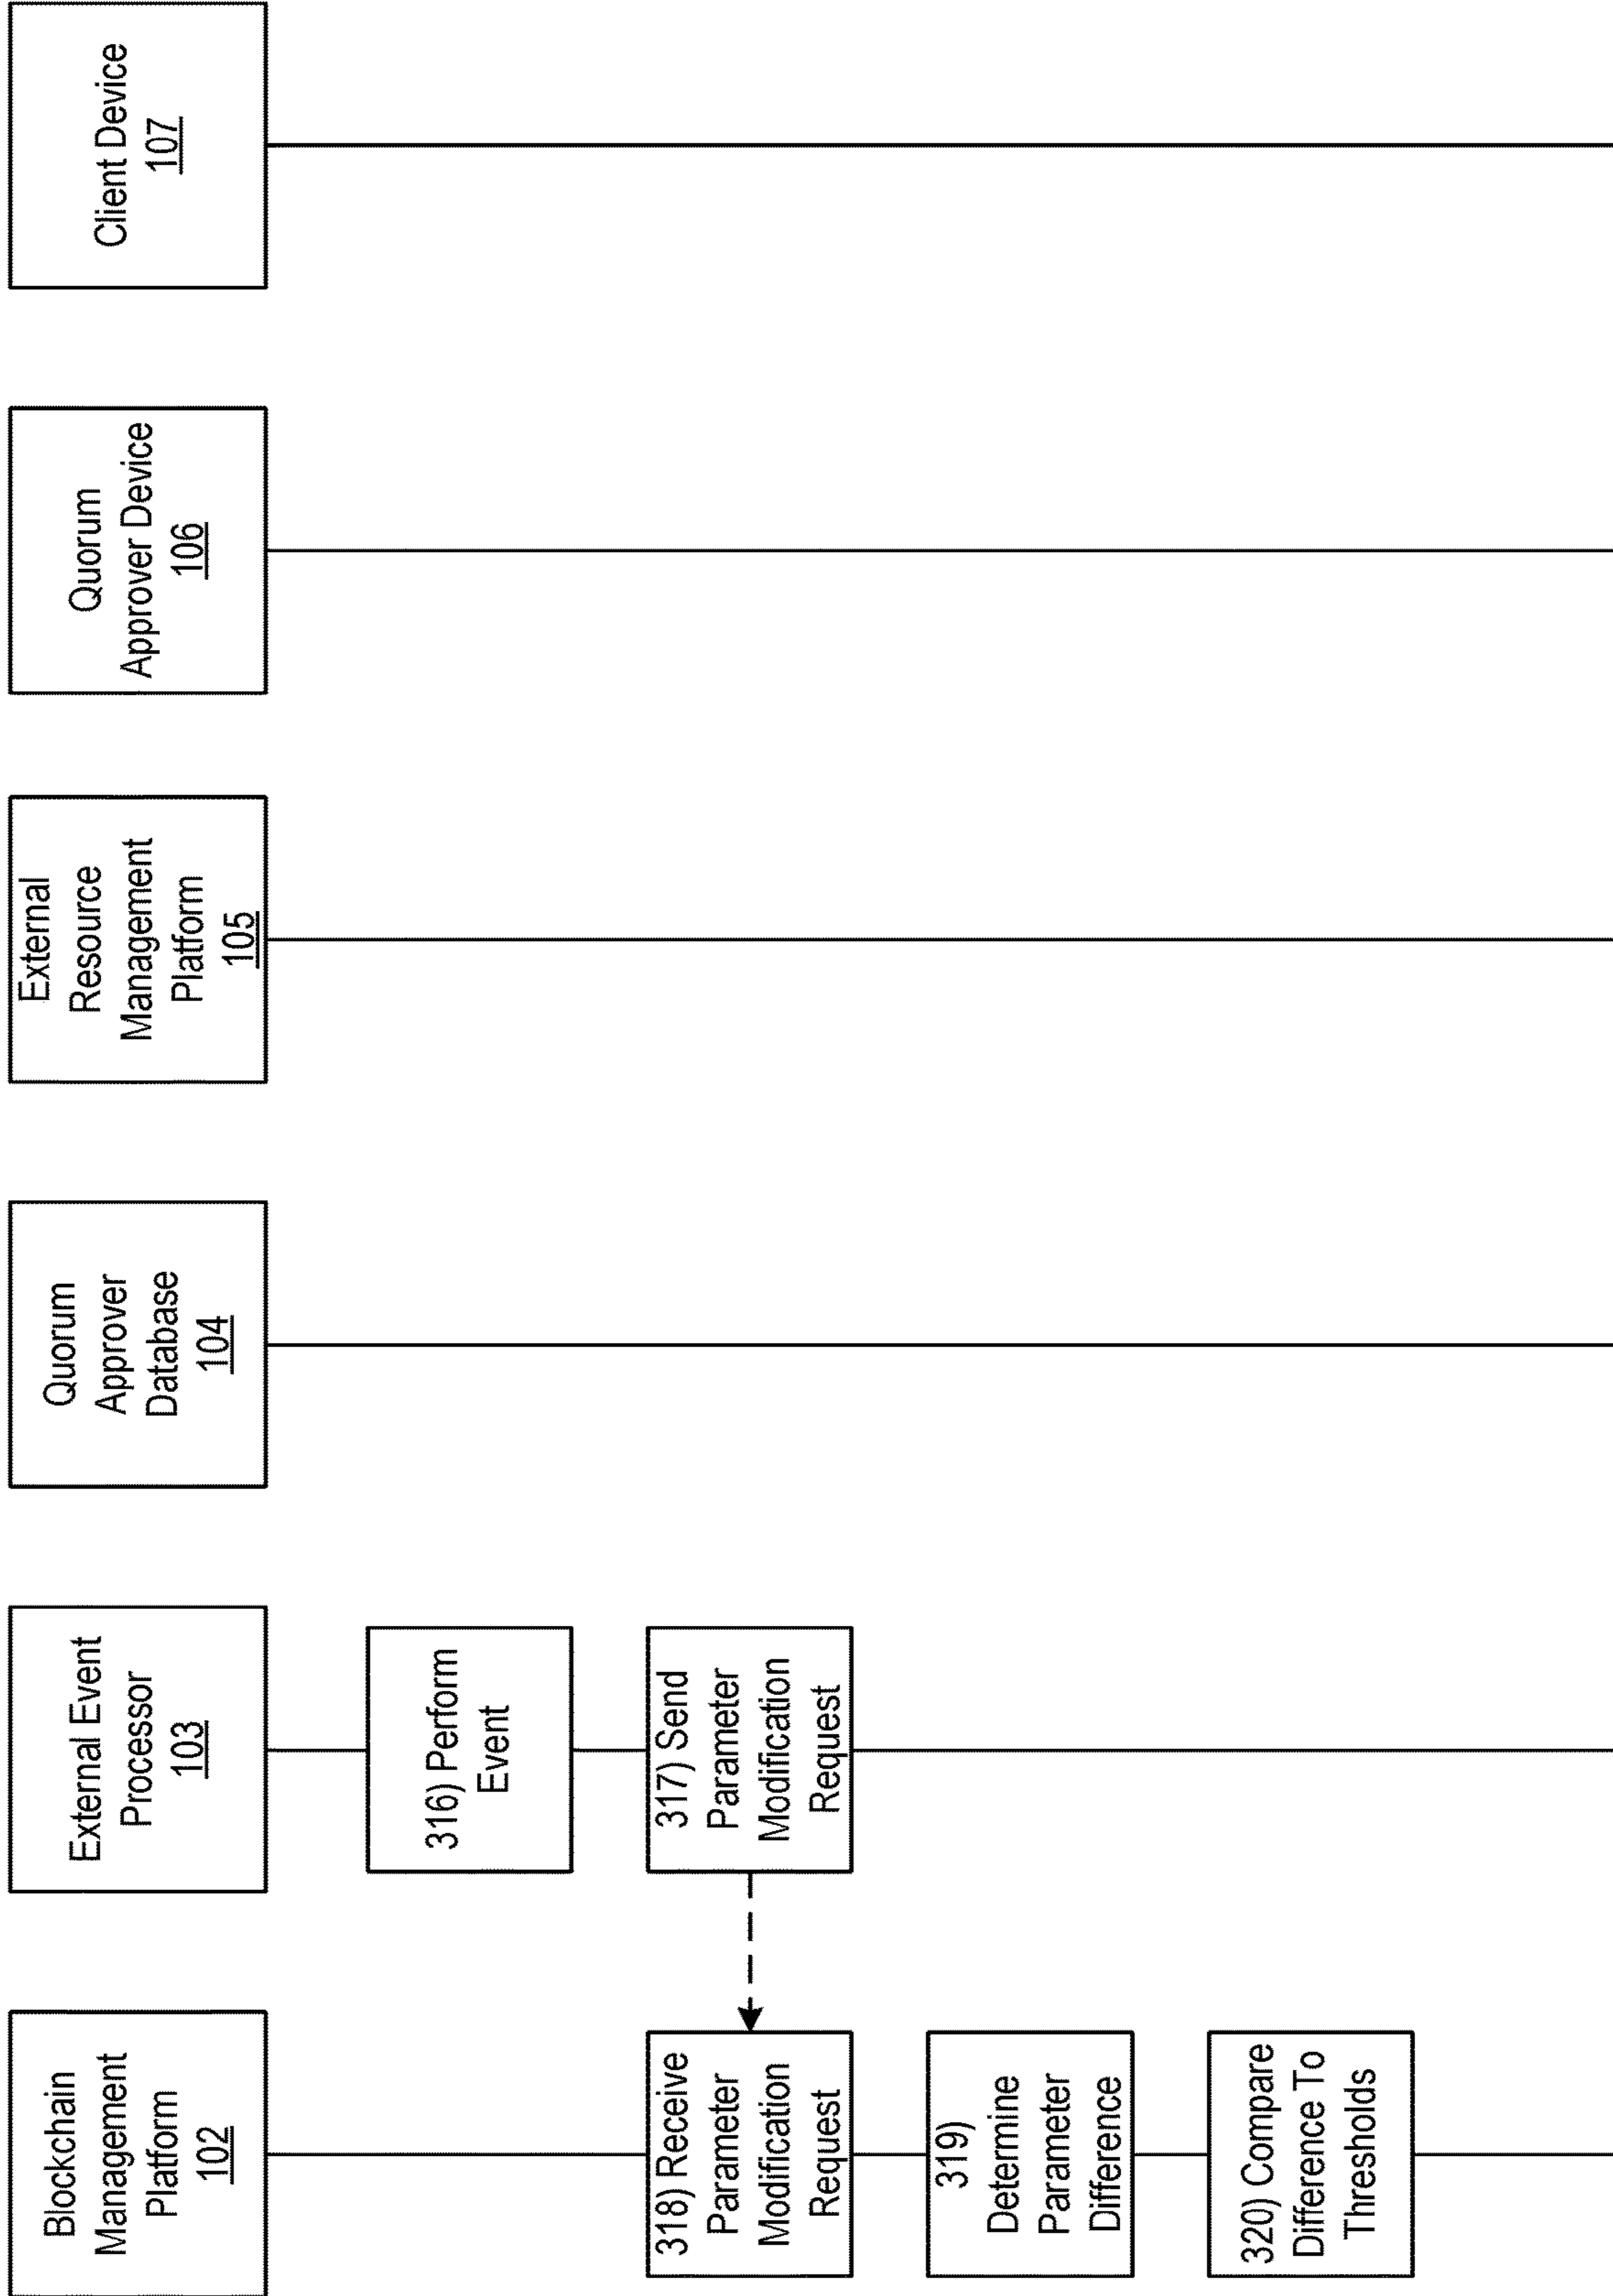 Blockchain
Management
Platform
102
External Event
Processor
103
Quorum
Approver
Database
104
External
Resource
Management
Platform
105
Quorum
Approver Device
106
Client Device
107
316) Perform
Event
317) Send
Parameter
Modification
Request
318) Receive
Parameter
Modification
Request
319)
Determine
Parameter
Difference
320) Compare
Difference To
Thresholds